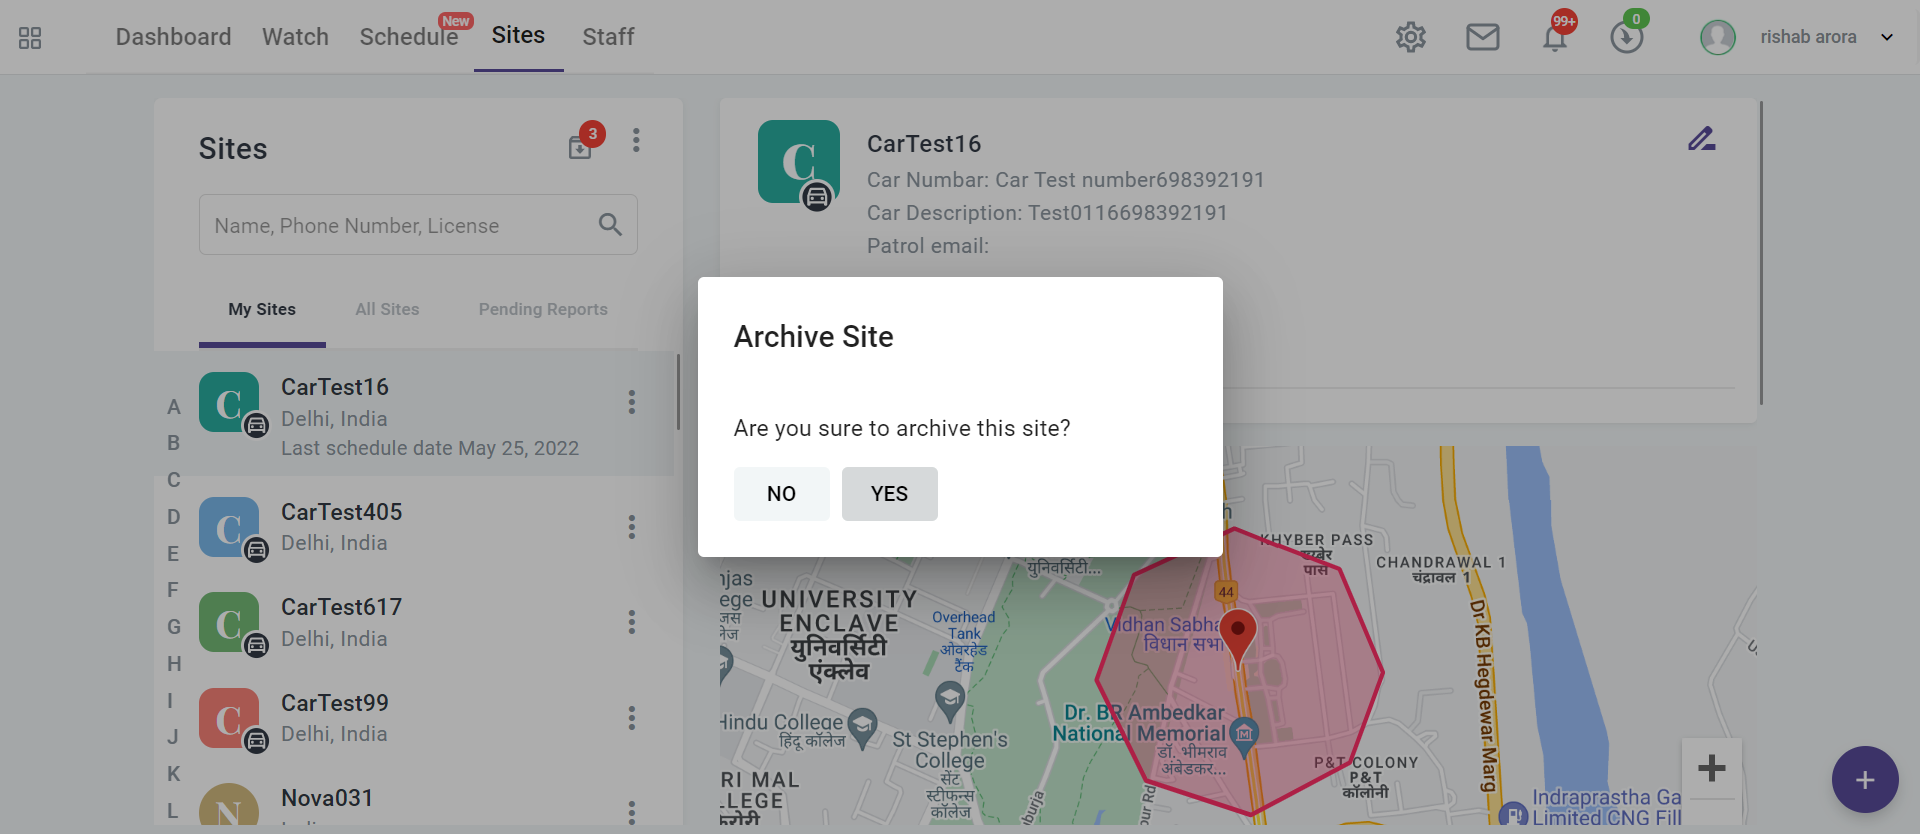 Dashboard
Watch
Schedule
New
Sites
Staff
99+
0
rishab arora
Sites
3
Name, Phone Number, License
My Sites
All Sites
Pending Reports
A
B
C
D
E
F
G
H
I
J
K
L
C
CarTest16
Delhi, India
Last schedule date May 25, 2022
C
CarTest405
Delhi, India
C
CarTest617
Delhi, India
C
CarTest99
Delhi, India
N
Nova031
C
CarTest16
Car Numbar: Car Test number698392191
Car Description: Test0116698392191
Patrol email:
Archive Site
Are you sure to archive this site?
NO
YES
KHYBER PASS
खैबर
पास
CHANDRAWAL 1
चंद्रावल 1
युनिवर्सिटी...
44
UNIVERSITY
ENCLAVE
युनिवर्सिटी
एंक्लेव
Overhead
Tank
ओवरहेड
टैंक
Vidhan Sabha
विधान सभा
Dr KB Hegdewar Marg
Hindu College
हिंदू कॉलेज
St Stephen's
College
सेंट
स्टीफन्स
कॉलेज
Dr. BR Ambedkar
National Memorial
डॉ. भीमराव
अंबेडकर...
P&T COLONY
P&T
कॉलोनी
RI MAL
LLEGE
Indraprastha Ga
Limited CNG Fill
+
+